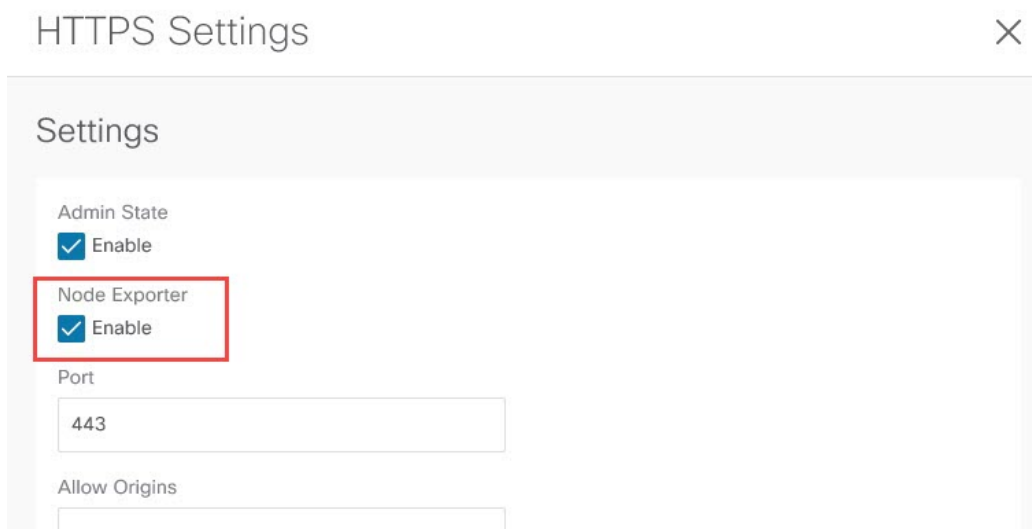 HTTPS Settings
Settings
Admin State
Enable
Node Exporter
Enable
Port
443
Allow Origins